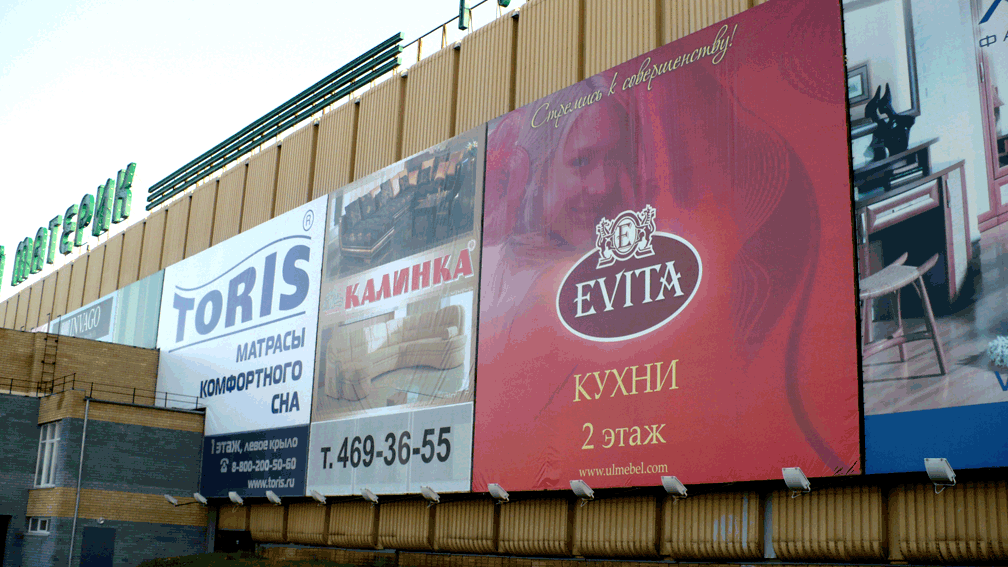 МАТЕРИК
INVAGO
TORIS®
МАТРАСЫ
КОМФОРТНОГО
СНА
1 этаж, левое крыло
8-800-200-50-60
www.toris.ru
КАЛИНКА®
т. 469-36-55
Стремись к совершенству!
E
EVITA
КУХНИ
2 этаж
www.ulmebel.com